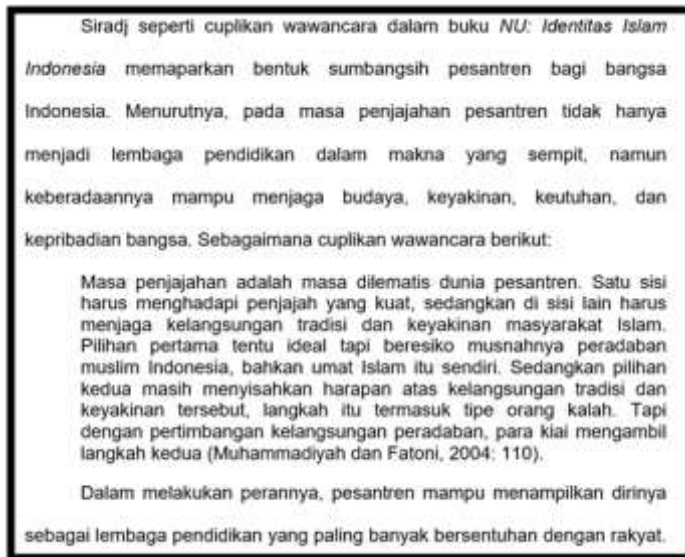 Siradj seperti cuplikan wawancara dalam buku NU: Identitas Islam
Indonesia memaparkan bentuk sumbangsih pesantren bagi bangsa
Indonesia. Menurutnya, pada masa penjajahan pesantren tidak hanya
menjadi lembaga pendidikan dalam makna yang sempit, namun
keberadaannya mampu menjaga budaya, keyakinan, keutuhan, dan
kepribadian bangsa. Sebagaimana cuplikan wawancara berikut:
Masa penjajahan adalah masa dilematis dunia pesantren. Satu sisi
harus menghadapi penjajah yang kuat, sedangkan di sisi lain harus
menjaga kelangsungan tradisi dan keyakinan masyarakat Islam.
Pilihan pertama tentu ideal tapi beresiko musnahnya peradaban
muslim Indonesia, bahkan umat Islam itu sendiri. Sedangkan pilihan
kedua masih menyisahkan harapan atas kelangsungan tradisi dan
keyakinan tersebut, langkah itu termasuk tipe orang kalah. Tapi
dengan pertimbangan kelangsungan peradaban, para kiai mengambil
langkah kedua (Muhammadiyah dan Fatoni, 2004: 110).
Dalam melakukan perannya, pesantren mampu menampilkan dirinya
sebagai lembaga pendidikan yang paling banyak bersentuhan dengan rakyat.